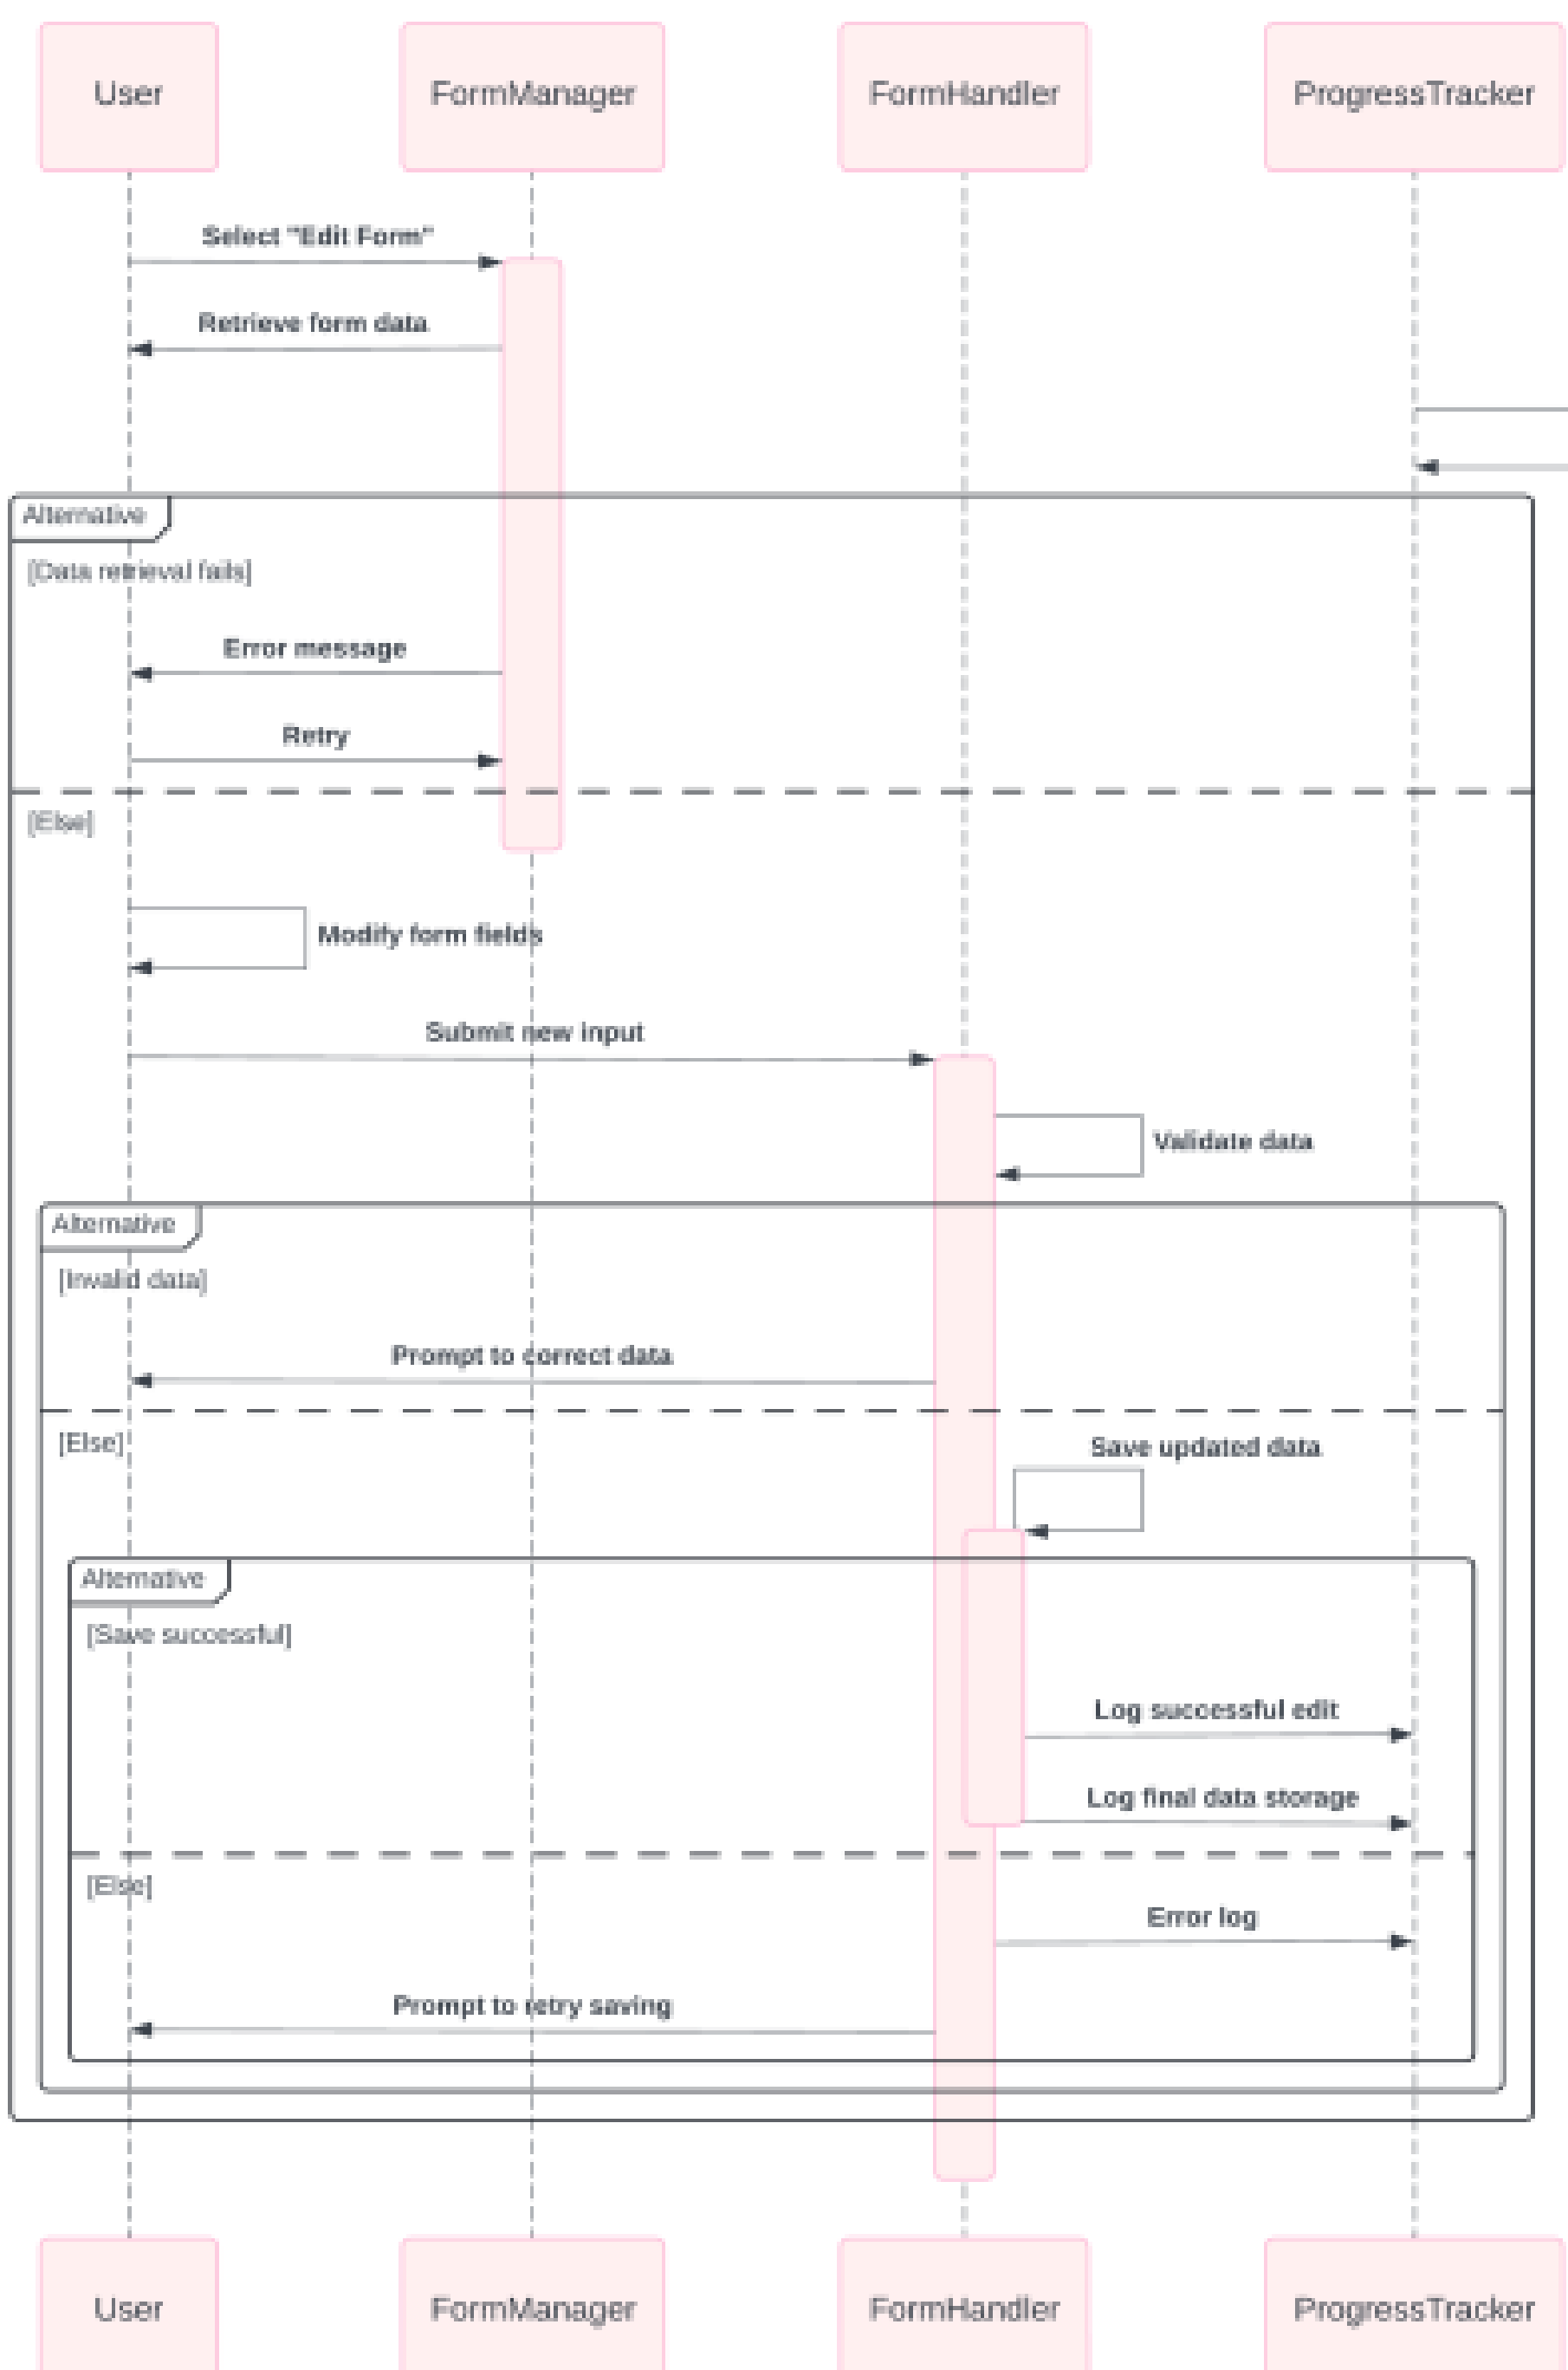 User
FormManager
FormHandler
ProgressTracker
Select "Edit Form"
Retrieve form data
Alternative
[Data retrieval fails]
Error message
Retry
[Else]
Modify form fields
Submit new input
Validate data
Alternative
[Invalid data]
Prompt to correct data
[Else]
Save updated data
Alternative
[Save successful]
Log successful edit
Log final data storage
[Else]
Error log
Prompt to retry saving
User
FormManager
FormHandler
ProgressTracker